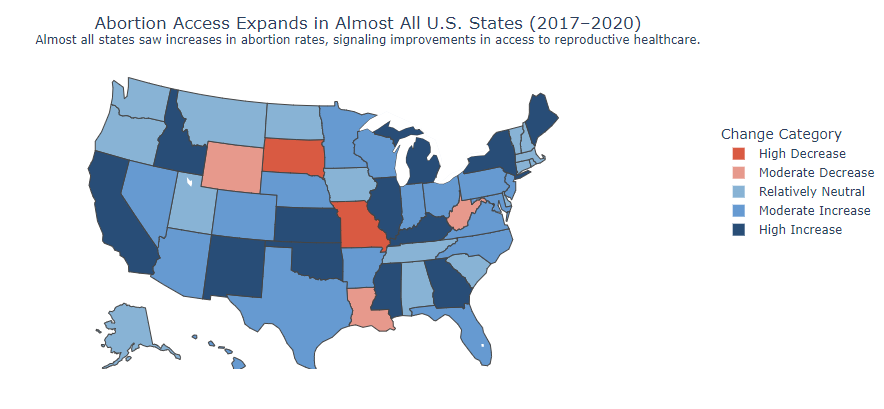 Abortion Access Expands in Almost All U.S. States (2017–2020)
Almost all states saw increases in abortion rates, signaling improvements in access to reproductive healthcare.
Change Category
High Decrease
Moderate Decrease
Relatively Neutral
Moderate Increase
High Increase